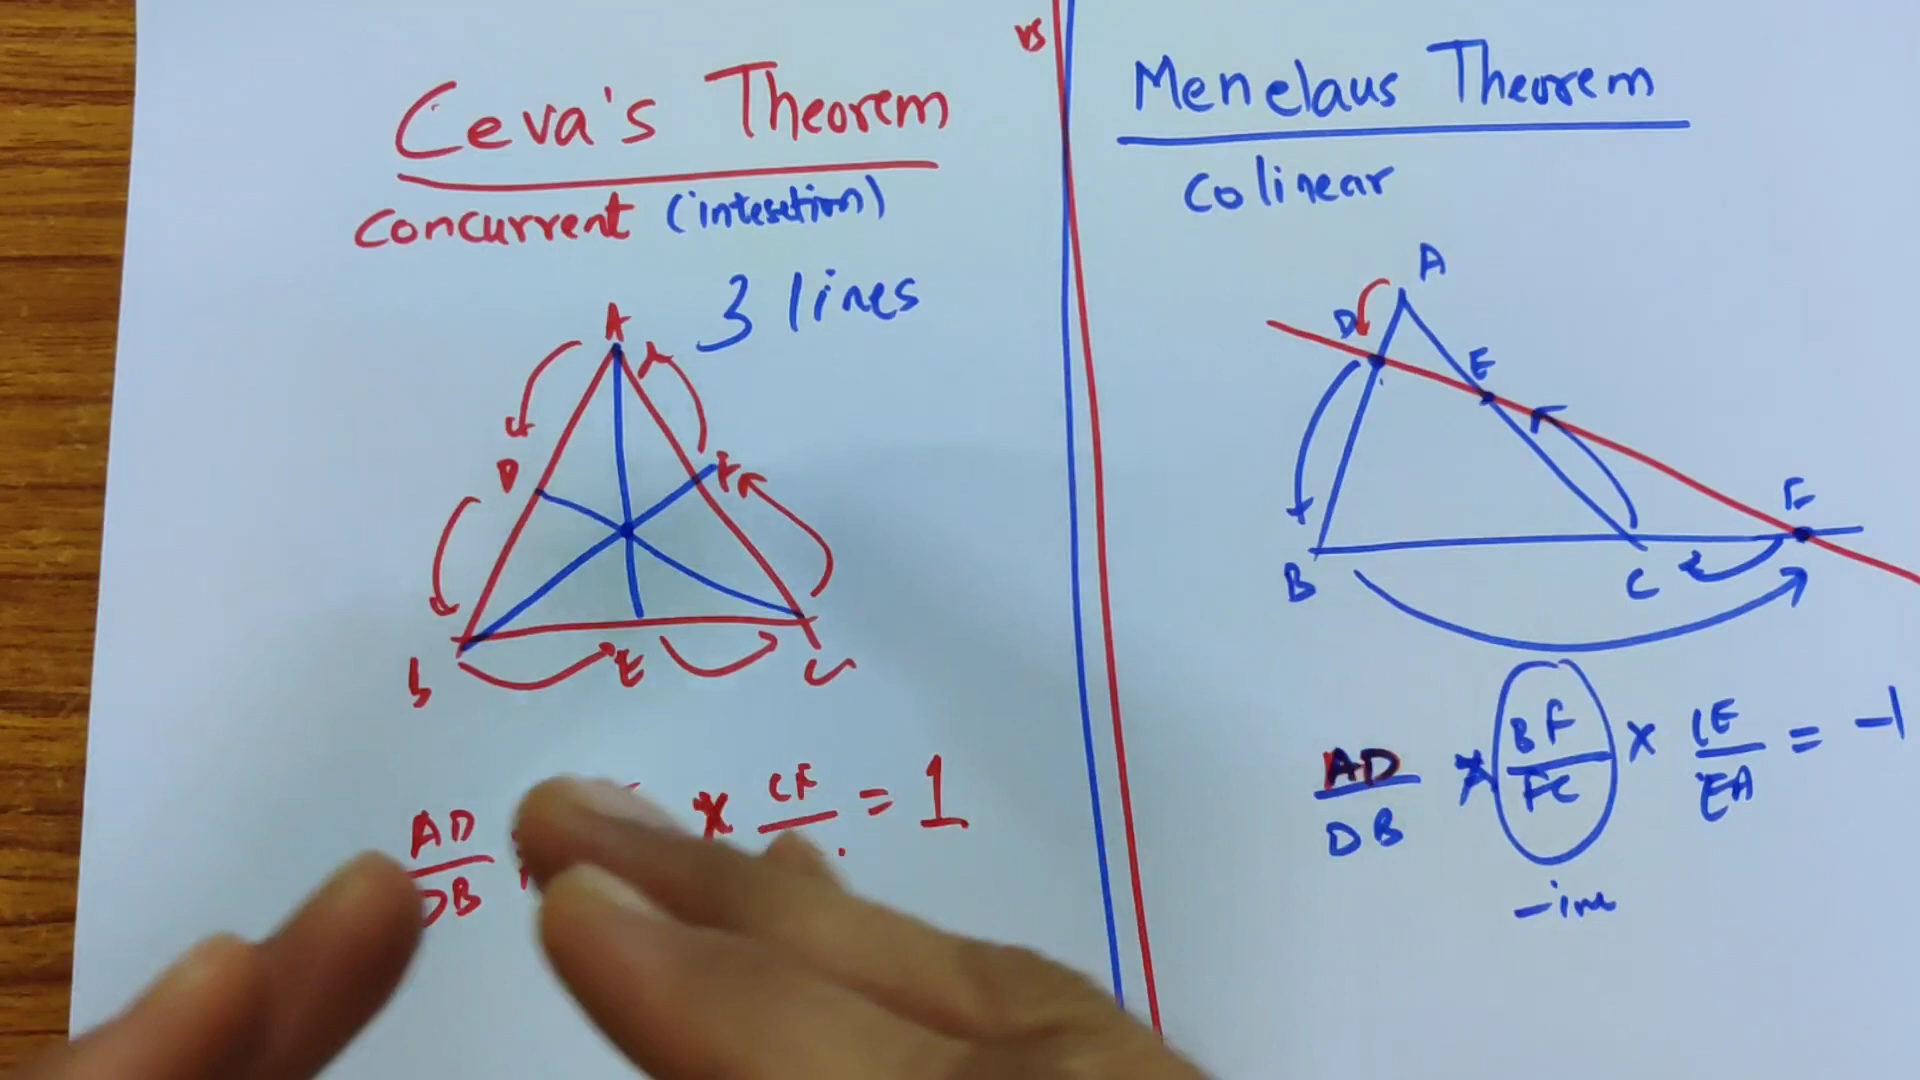 Ceva's Theorem
concurrent (intesetion)
3 lines
A
D
F
B
E
C
AD
DB
× CF = 1
vs
Menelaus Theorem
colinear
A
D
E
F
B
C
AD × BF × CE = -1
DB FC EA
-ive